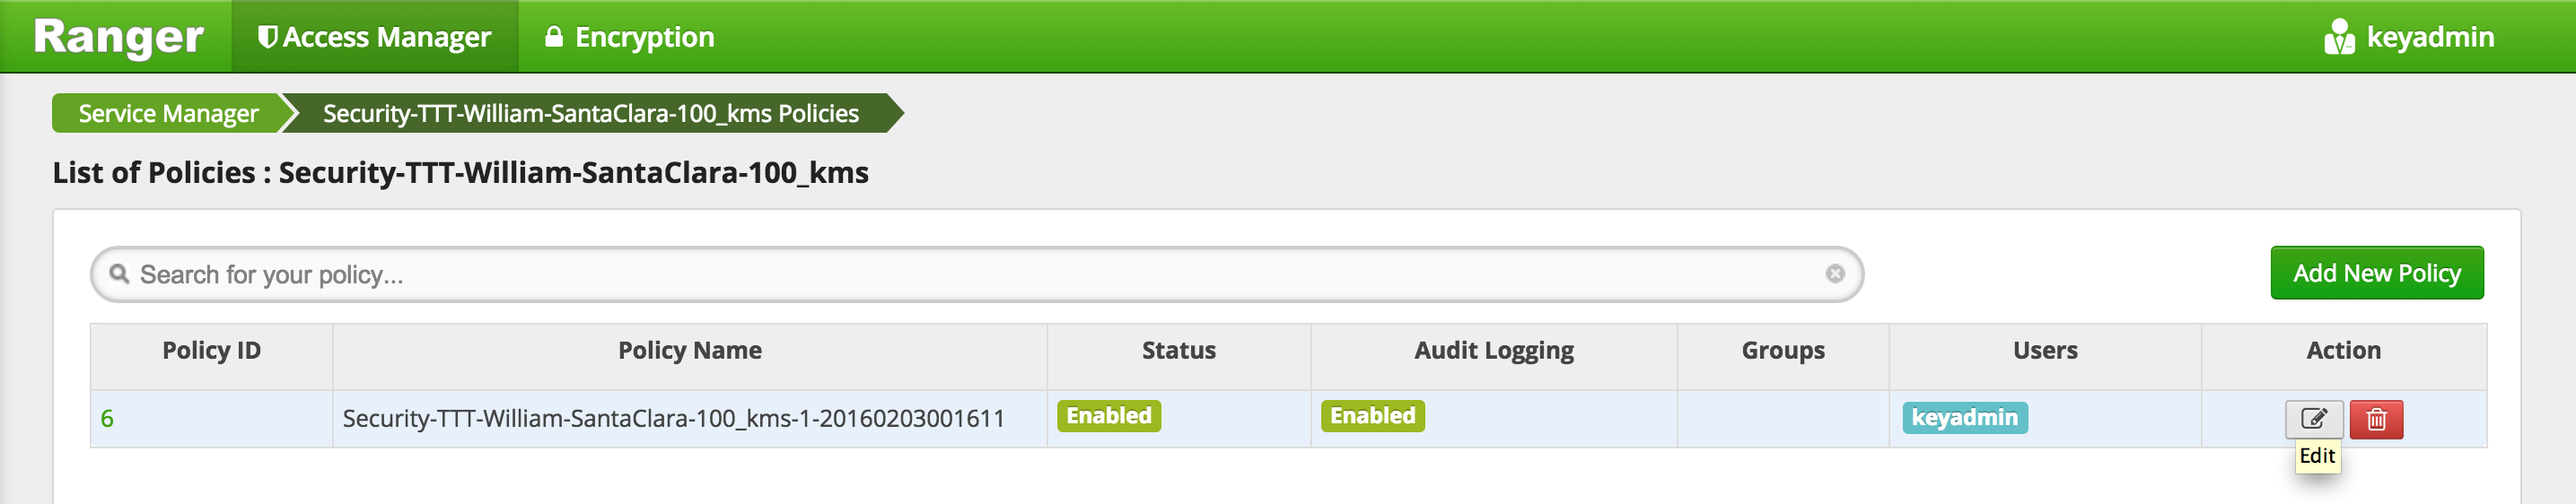 Ranger Access Manager Encryption keyadmin
Service Manager Security-TTT-William-SantaClara-100_kms Policies
List of Policies : Security-TTT-William-SantaClara-100_kms
Search for your policy... Add New Policy
Policy ID Policy Name Status Audit Logging Groups Users Action
6 Security-TTT-William-SantaClara-100_kms-1-20160203001611 Enabled Enabled keyadmin
Edit